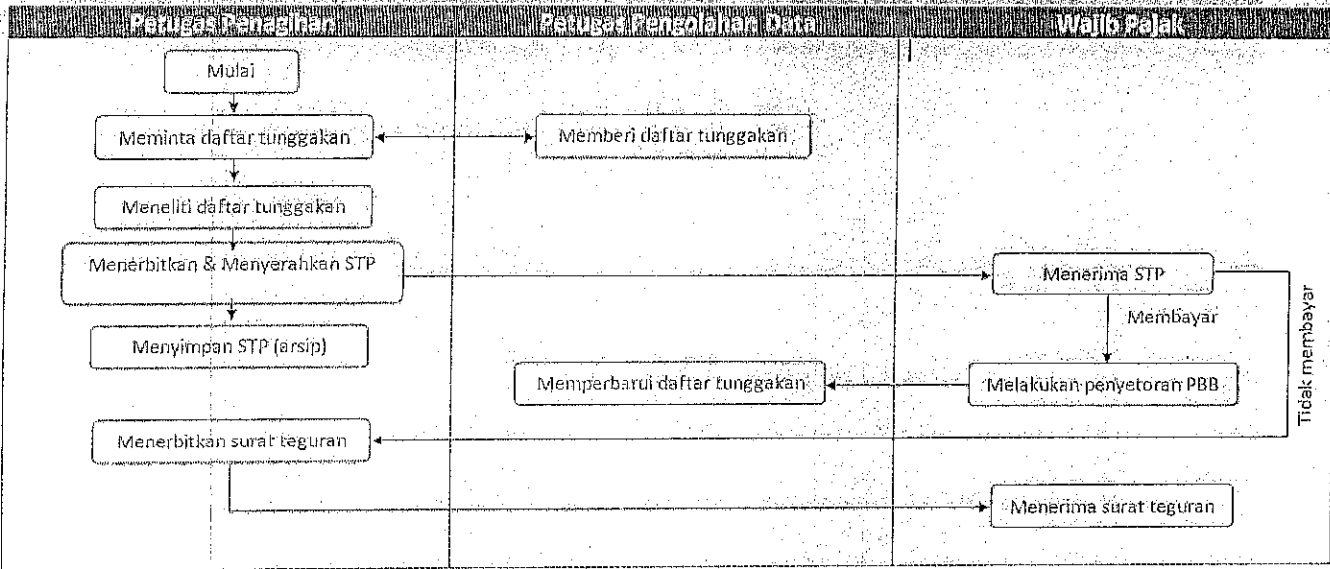 Petugas Penagihan
Petugas Pengolahan Data
Wajib Pajak
Mulai
Meminta daftar tunggakan
Memberi daftar tunggakan
Meneliti daftar tunggakan
Menerbitkan & Menyerahkan STP
Menerima STP
Membayar
Tidak membayar
Menyimpan STP (arsip)
Memperbarui daftar tunggakan
Melakukan penyetoran PBB
Menerbitkan surat teguran
Menerima surat teguran